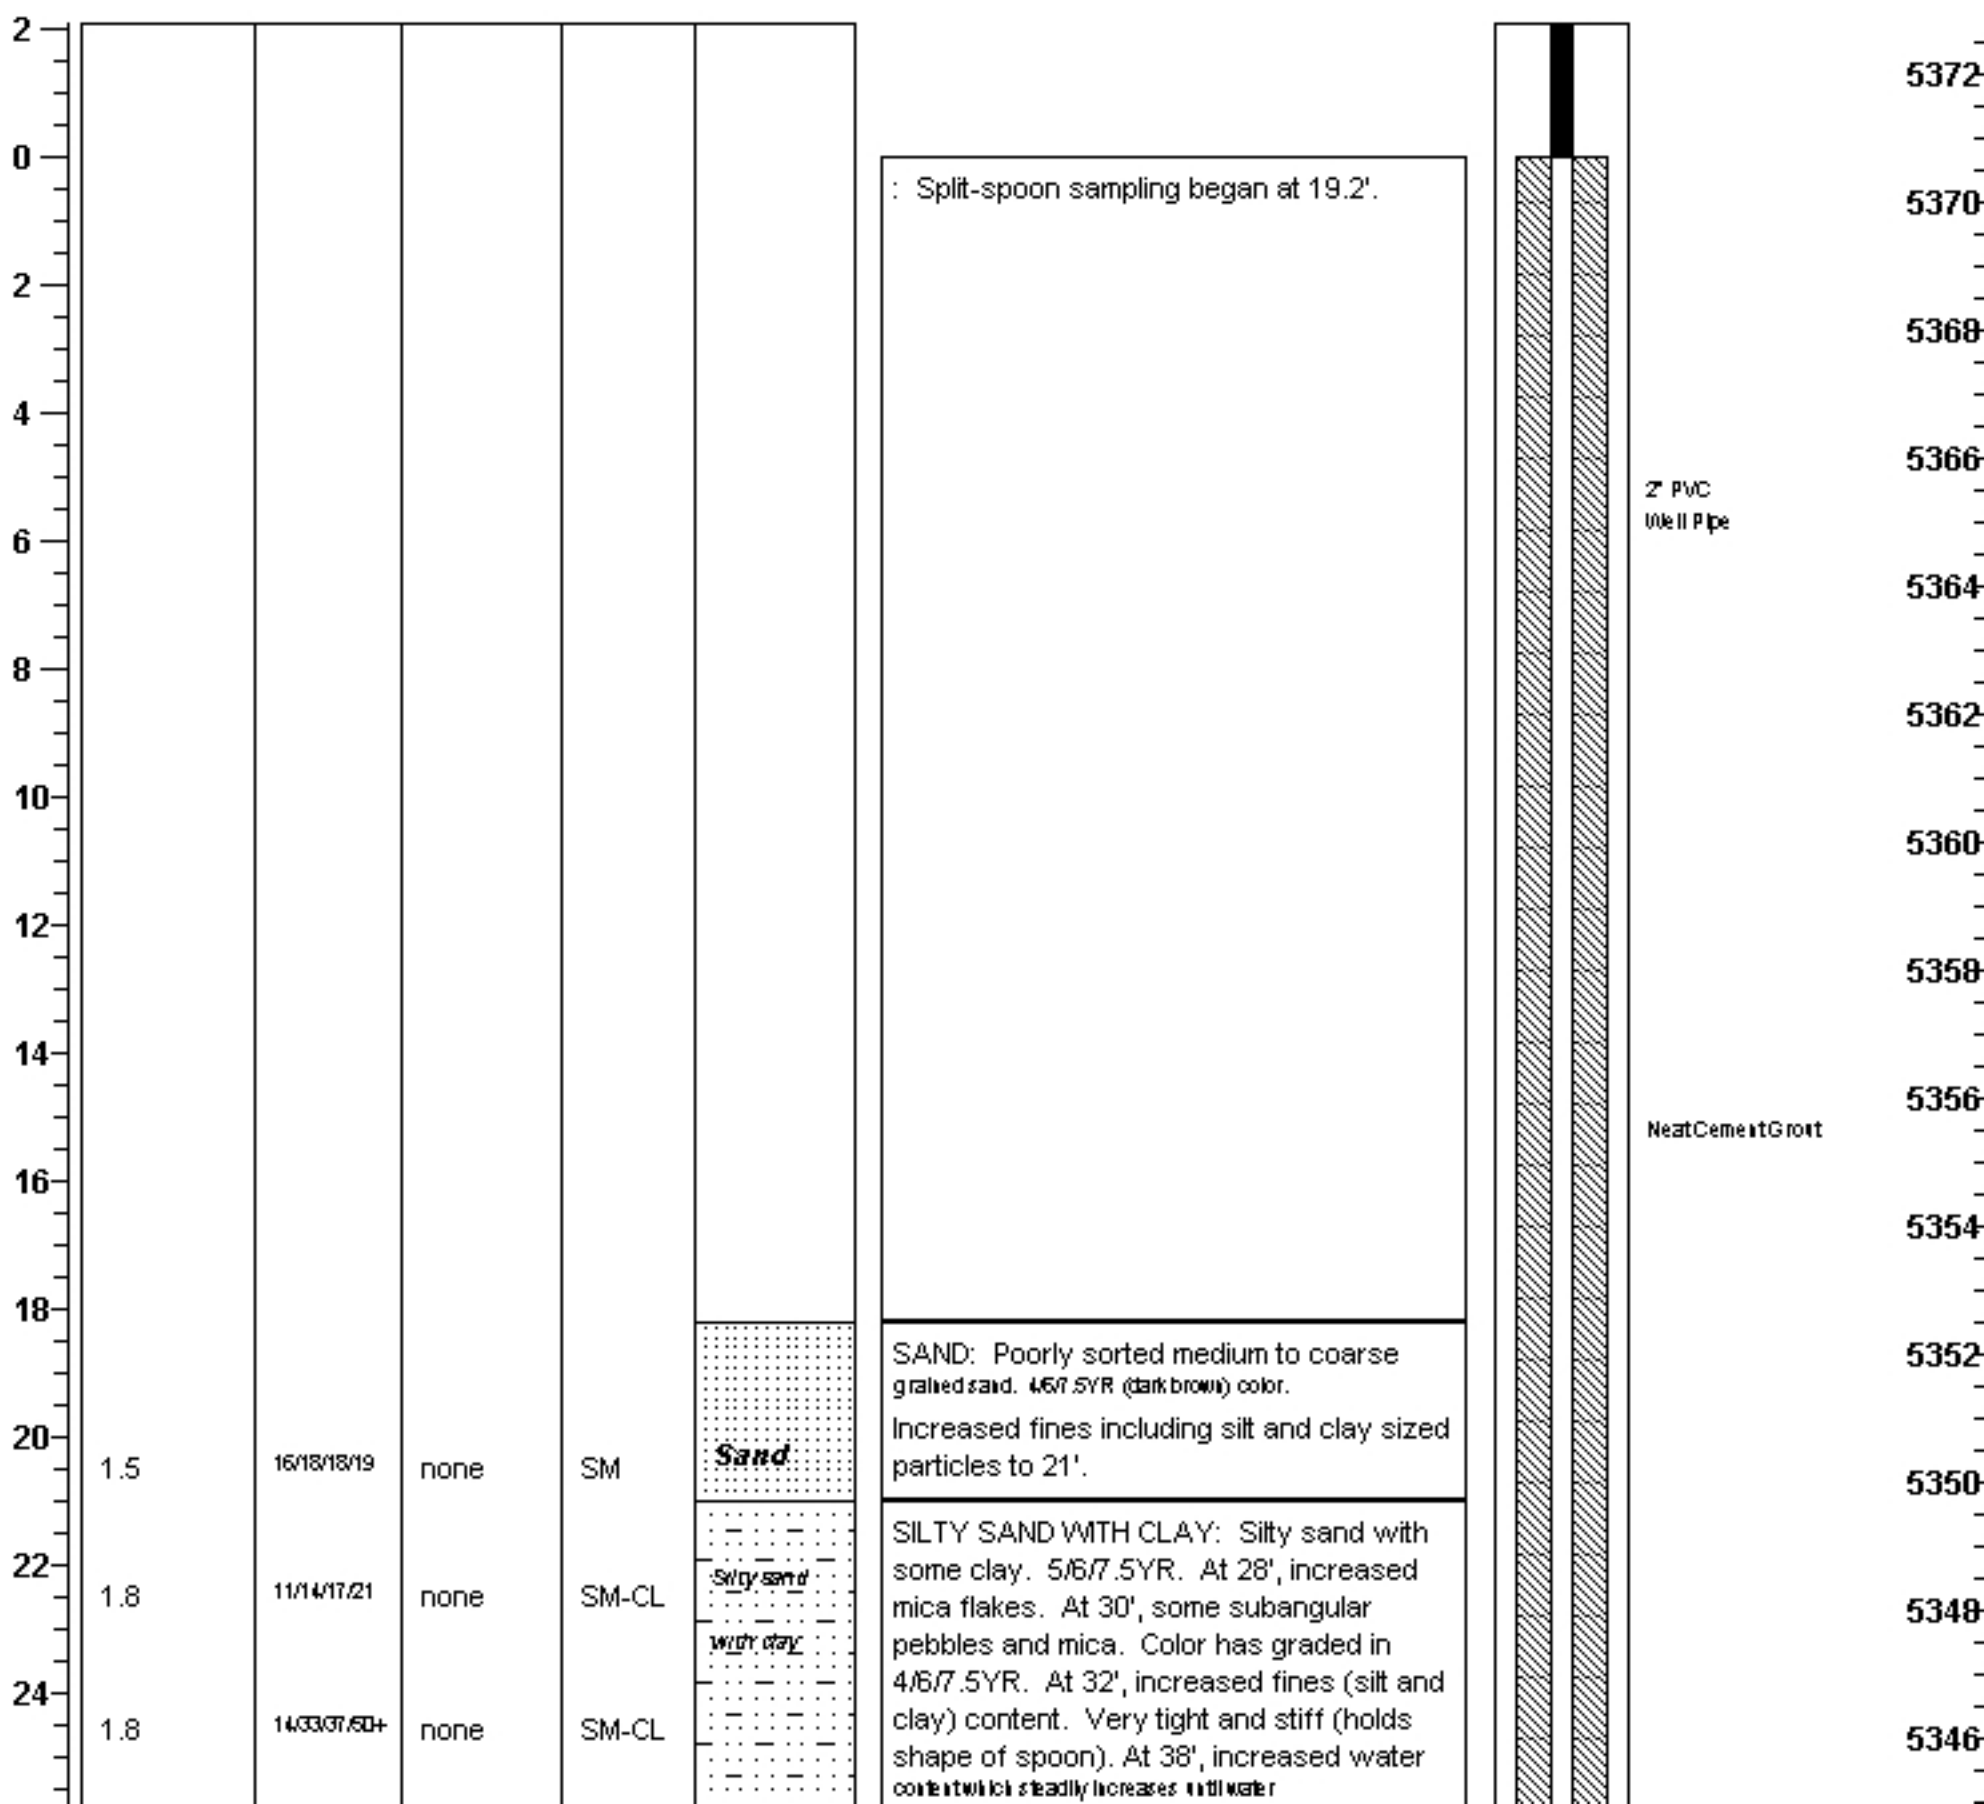 2
5372
0
: Split-spoon sampling began at 19.2'.
5370
2
5368
4
5366
2" PVC
Well Pipe
6
5364
8
5362
10
5360
12
5358
14
5356
Neat Cement Grout
16
5354
18
SAND: Poorly sorted medium to coarse
5352
grained sand. 4/6/7.5YR (dark brown) color.
Increased fines including silt and clay sized
20
1.5 16/18/18/19 none SM Sand particles to 21'.
5350
SILTY SAND WITH CLAY: Silty sand with
22
some clay. 5/6/7.5YR. At 28', increased
Silty sand
1.8 11/14/17/21 none SM-CL mica flakes. At 30', some subangular
5348
with clay
pebbles and mica. Color has graded in
24
4/6/7.5YR. At 32', increased fines (silt and
1.8 14/33/37/50+ none SM-CL clay) content. Very tight and stiff (holds
5346
shape of spoon). At 38', increased water
content which steadily increases until water